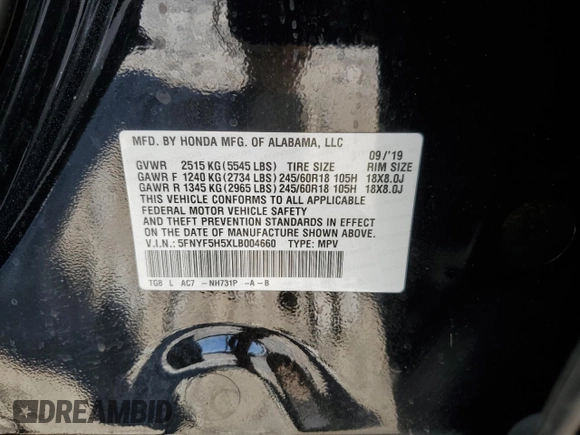 MFD. BY HONDA MFG. OF ALABAMA, LLC
09/'19
GVWR 2515 KG (5545 LBS) TIRE SIZE RIM SIZE
GAWR F 1240 KG (2734 LBS) 245/60R18 105H 18X8.0J
GAWR R 1345 KG (2965 LBS) 245/60R18 105H 18X8.0J
THIS VEHICLE CONFORMS TO ALL APPLICABLE
FEDERAL MOTOR VEHICLE SAFETY
AND THEFT PREVENTION STANDARDS IN EFFECT
ON THE DATE OF MANUFACTURE SHOWN ABOVE.
V.I.N.: 5FNYF5H5XLB004660 TYPE: MPV
TG8 L AC7 -NH731P -A-B
DREAMBID